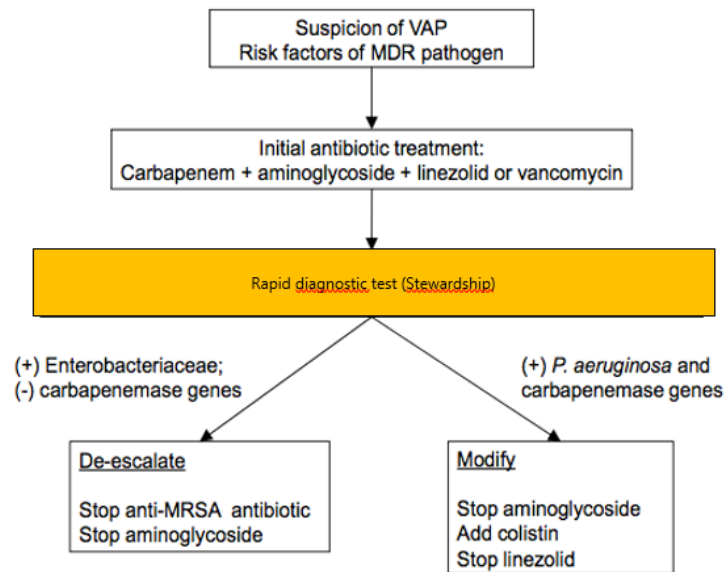 Suspicion of VAP
Risk factors of MDR pathogen
Initial antibiotic treatment:
Carbapenem + aminoglycoside + linezolid or vancomycin
Rapid diagnostic test (Stewardship)
(+) Enterobacteriaceae;
(-) carbapenemase genes
(+) P. aeruginosa and
carbapenemase genes
De-escalate
Stop anti-MRSA antibiotic
Stop aminoglycoside
Modify
Stop aminoglycoside
Add colistin
Stop linezolid